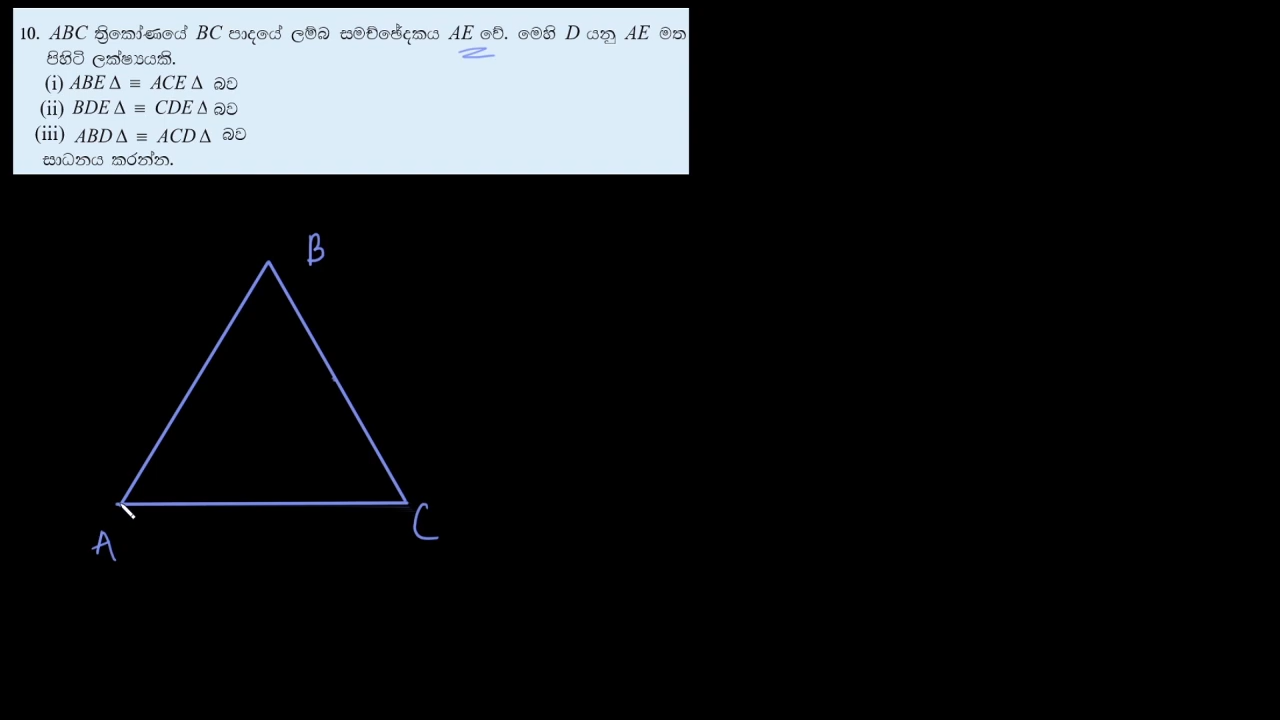 10. ABC ත්‍රිකෝණයේ BC පාදයේ ලම්බ සමච්ඡේදකය AE වේ. මෙහි D යනු AE මත
පිහිටි ලක්ෂ්‍යයකි.
(i) ABE Δ ≡ ACE Δ බව
(ii) BDE Δ ≡ CDE Δ බව
(iii) ABD Δ ≡ ACD Δ බව
සාධනය කරන්න.
B
A
C